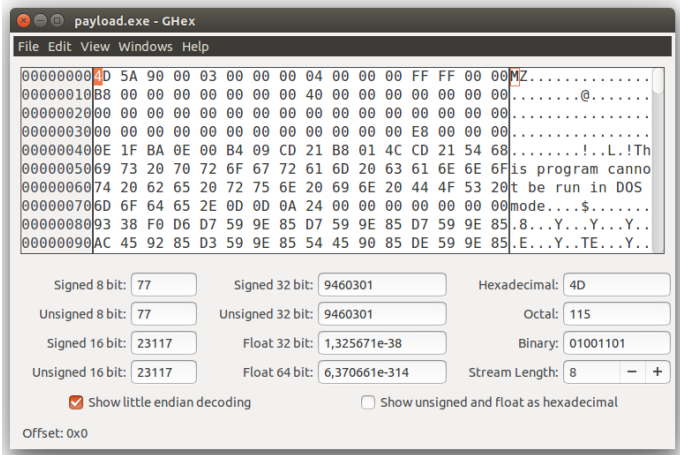 payload.exe - GHex
File Edit View Windows Help
00000000 4D 5A 90 00 03 00 00 00 04 00 00 00 FF FF 00 00 MZ..............
00000010 B8 00 00 00 00 00 00 00 40 00 00 00 00 00 00 00 ........@.......
00000020 00 00 00 00 00 00 00 00 00 00 00 00 00 00 00 00 ................
00000030 00 00 00 00 00 00 00 00 00 00 00 00 E8 00 00 00 ................
00000040 0E 1F BA 0E 00 B4 09 CD 21 B8 01 4C CD 21 54 68 ........!..L.!Th
00000050 69 73 20 70 72 6F 67 72 61 6D 20 63 61 6E 6E 6F is program canno
00000060 74 20 62 65 20 72 75 6E 20 69 6E 20 44 4F 53 20 t be run in DOS
00000070 6D 6F 64 65 2E 0D 0D 0A 24 00 00 00 00 00 00 00 mode....$.......
00000080 93 38 F0 D6 D7 59 9E 85 D7 59 9E 85 D7 59 9E 85 .8...Y...Y...Y..
00000090 AC 45 92 85 D3 59 9E 85 54 45 90 85 DE 59 9E 85 .E...Y..TE...Y..
Signed 8 bit: 77 Signed 32 bit: 9460301 Hexadecimal: 4D
Unsigned 8 bit: 77 Unsigned 32 bit: 9460301 Octal: 115
Signed 16 bit: 23117 Float 32 bit: 1,325671e-38 Binary: 01001101
Unsigned 16 bit: 23117 Float 64 bit: 6,370661e-314 Stream Length: 8 − +
Show little endian decoding Show unsigned and float as hexadecimal
Offset: 0x0